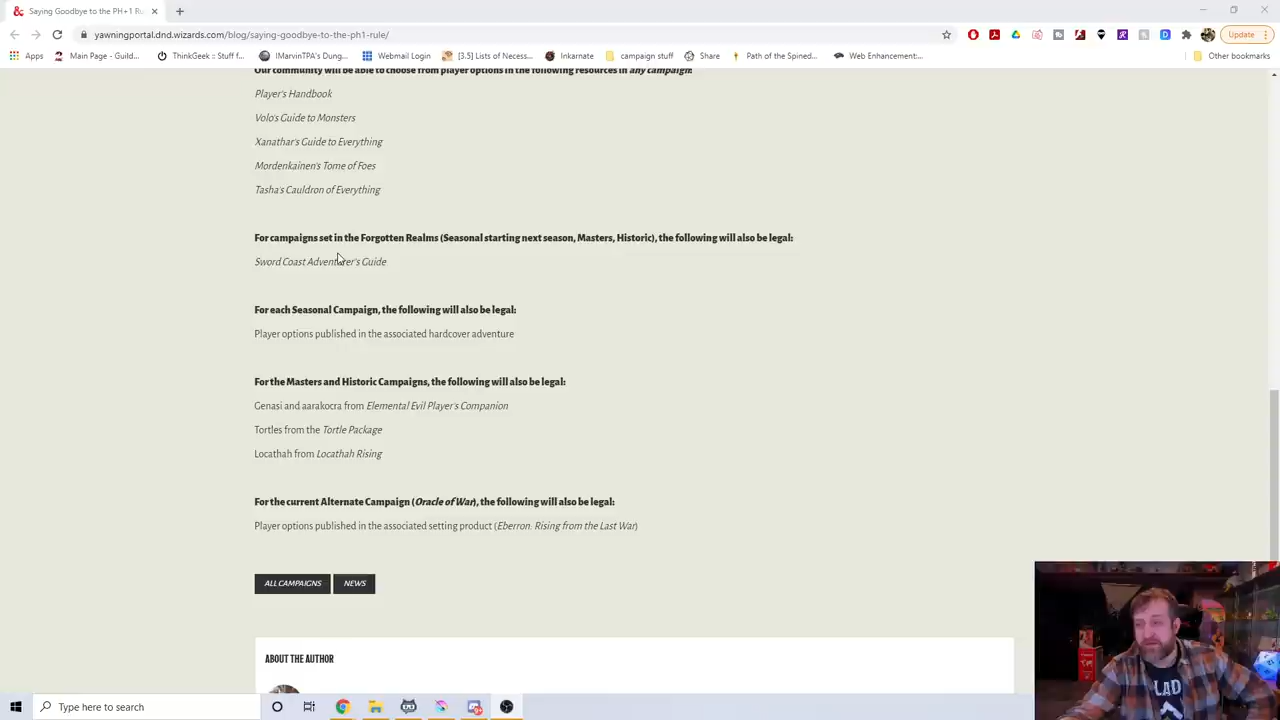 Saying Goodbye to the PH+1 Ru
yawningportal.dnd.wizards.com/blog/saying-goodbye-to-the-ph1-rule/
Update
Apps
Main Page - Guild...
ThinkGeek :: Stuff f...
IMarvinTPA's Dung...
Webmail Login
[3.5] Lists of Necess...
Inkarnate
campaign stuff
Share
Path of the Spined...
Web Enhancement:...
Other bookmarks
Our community will be able to choose from player options in the following resources in any campaign:
Player's Handbook
Volo's Guide to Monsters
Xanathar's Guide to Everything
Mordenkainen's Tome of Foes
Tasha's Cauldron of Everything
For campaigns set in the Forgotten Realms (Seasonal starting next season, Masters, Historic), the following will also be legal:
Sword Coast Adventurer's Guide
For each Seasonal Campaign, the following will also be legal:
Player options published in the associated hardcover adventure
For the Masters and Historic Campaigns, the following will also be legal:
Genasi and aarakocra from Elemental Evil Player's Companion
Tortles from the Tortle Package
Locathah from Locathah Rising
For the current Alternate Campaign (Oracle of War), the following will also be legal:
Player options published in the associated setting product (Eberron: Rising from the Last War)
ALL CAMPAIGNS
NEWS
ABOUT THE AUTHOR
LAD
Type here to search